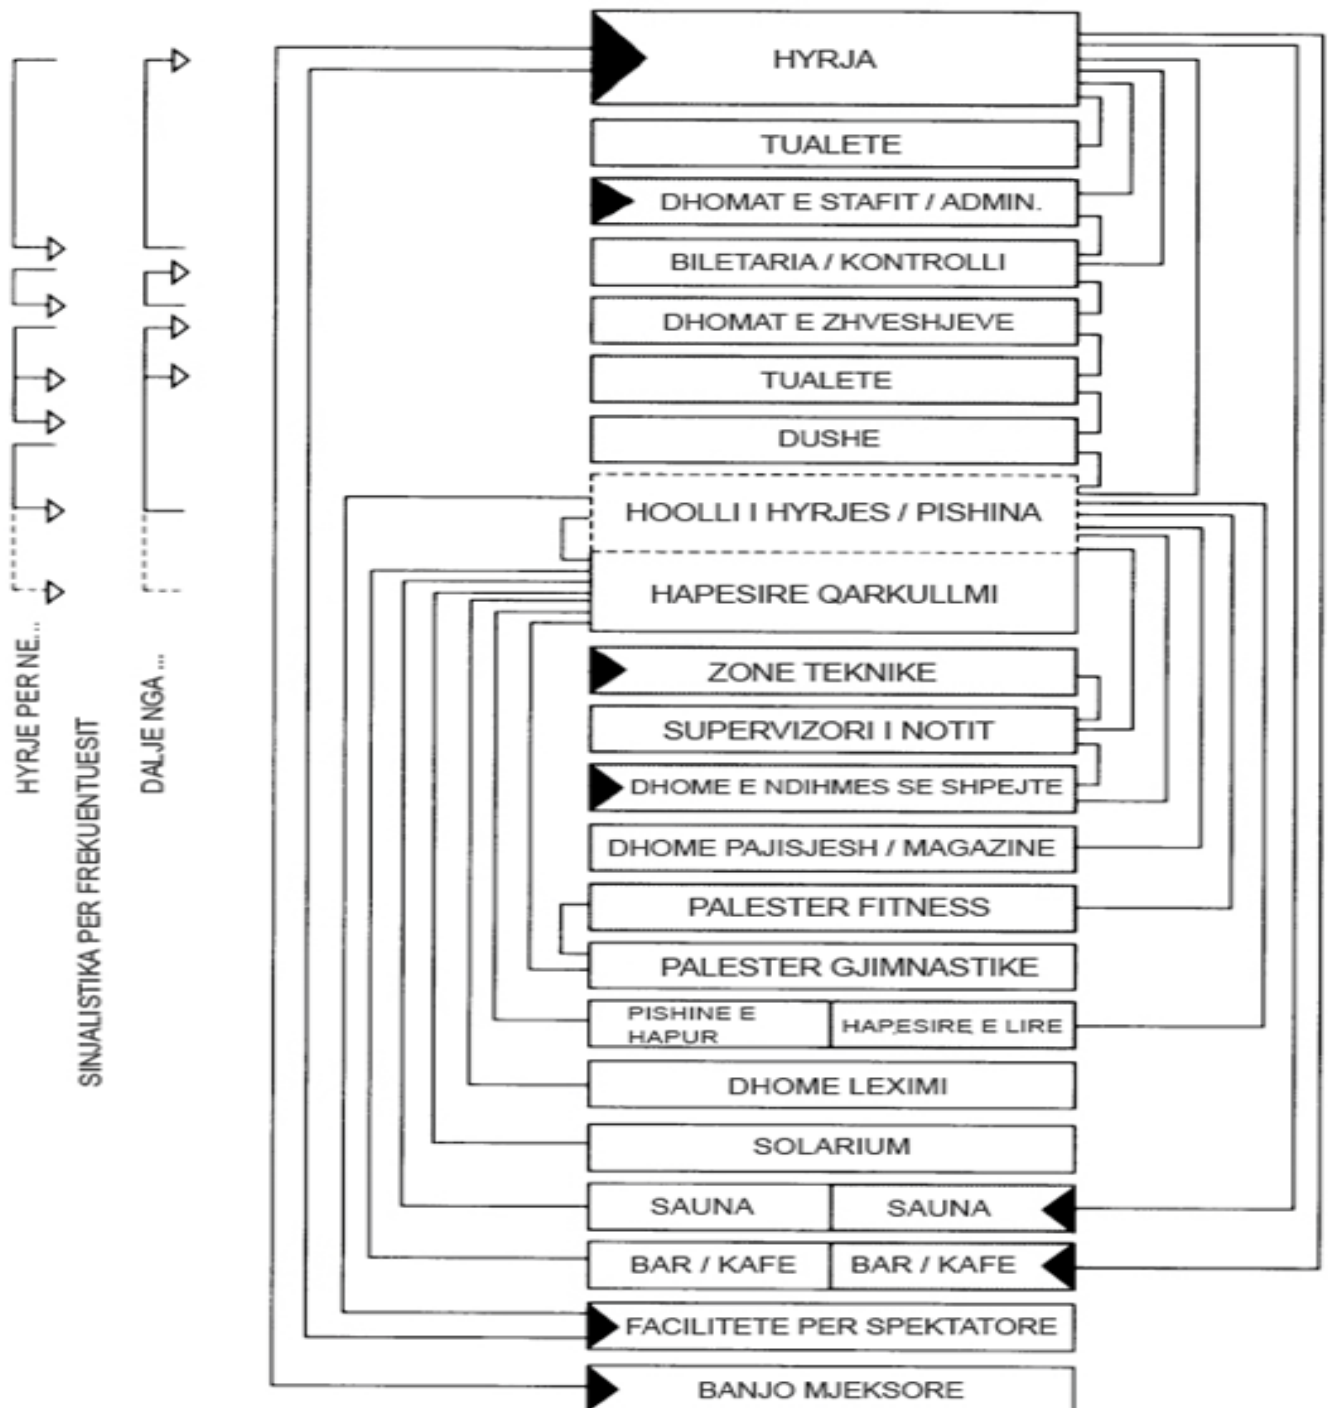 HYRJA
TUALETE
DHOMAT E STAFIT / ADMIN.
BILETARIA / KONTROLLI
DHOMAT E ZHVESHJEVE
TUALETE
DUSHE
HOOLLI I HYRJES / PISHINA
HAPESIRE QARKULLMI
ZONE TEKNIKE
SUPERVIZORI I NOTIT
DHOME E NDIHMES SE SHPEJTE
DHOME PAJISJESH / MAGAZINE
PALESTER FITNESS
PALESTER GJIMNASTIKE
PISHINE E
HAPUR
HAPESIRE E LIRE
DHOME LEXIMI
SOLARIUM
SAUNA
SAUNA
BAR / KAFE
BAR / KAFE
FACILITETE PER SPEKTATORE
BANJO MJEKSORE
HYRJE PER NE...
SINJALISTIKA PER FREKUENTUESIT
DALJE NGA ...